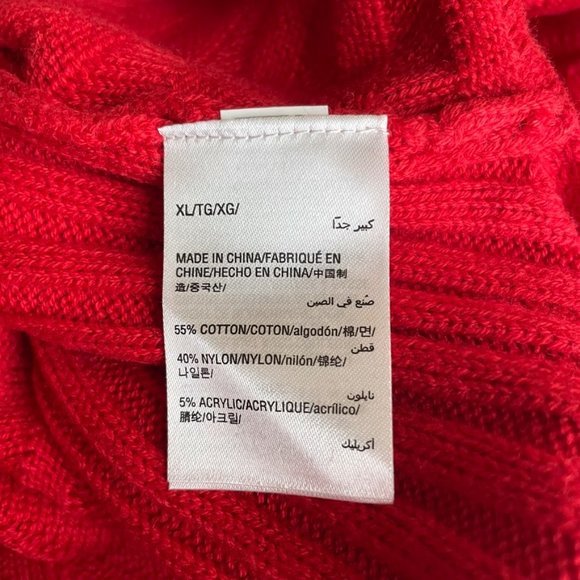 XL/TG/XG/
كبير جدًا
MADE IN CHINA/FABRIQUÉ EN
CHINE/HECHO EN CHINA/中国制
造/중국산/
صنع في الصين
55% COTTON/COTON/algodón/棉/면/
قطن
40% NYLON/NYLON/nilón/锦纶/
나일론/
نايلون
5% ACRYLIC/ACRYLIQUE/acrílico/
腈纶/아크릴/
أكريليك